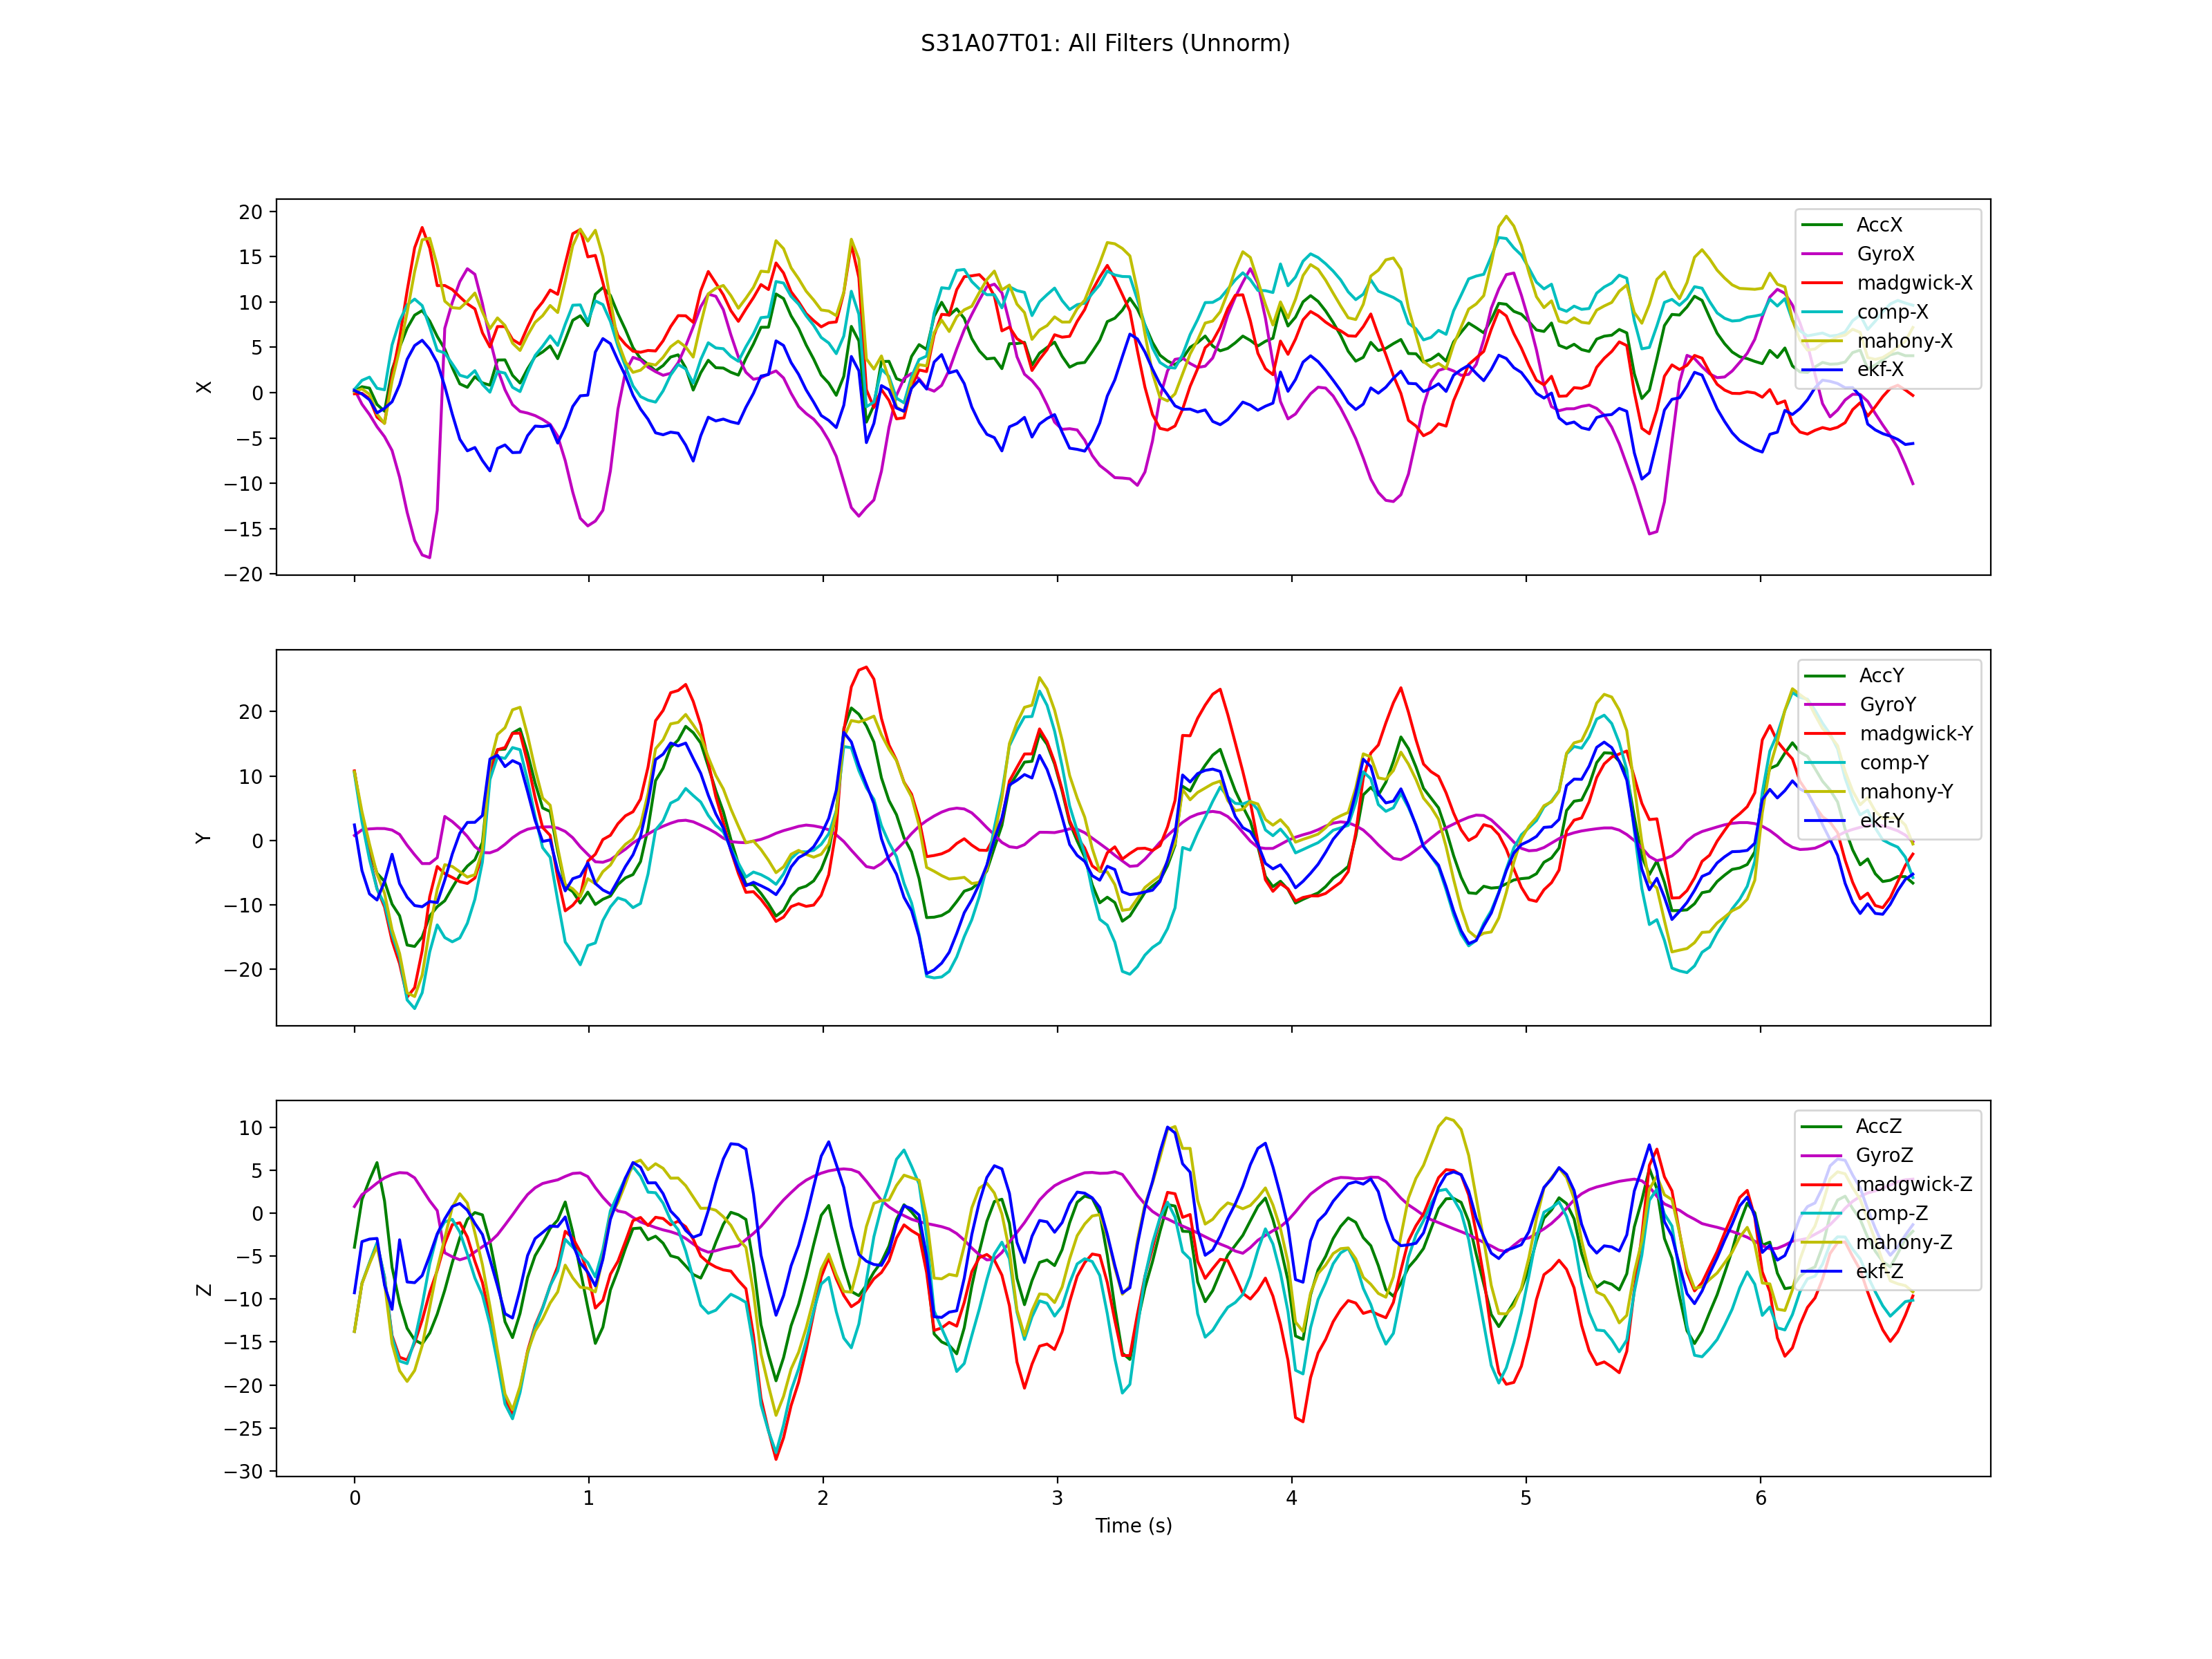 S31A07T01: All Filters (Unnorm)
20
15
10
5
0
−5
−10
−15
−20
X
AccX
GyroX
madgwick-X
comp-X
mahony-X
ekf-X
20
10
0
−10
−20
Y
AccY
GyroY
madgwick-Y
comp-Y
mahony-Y
ekf-Y
10
5
0
−5
−10
−15
−20
−25
−30
Z
AccZ
GyroZ
madgwick-Z
comp-Z
mahony-Z
ekf-Z
0 1 2 3 4 5 6
Time (s)